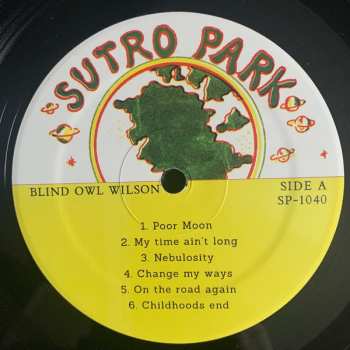 SUTRO PARK
BLIND OWL WILSON
SIDE A
SP-1040
1. Poor Moon
2. My time ain't long
3. Nebulosity
4. Change my ways
5. On the road again
6. Childhoods end